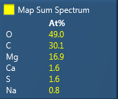 Map Sum Spectrum
At%
O 49.0
C 30.1
Mg 16.9
Ca 1.6
S 1.6
Na 0.8